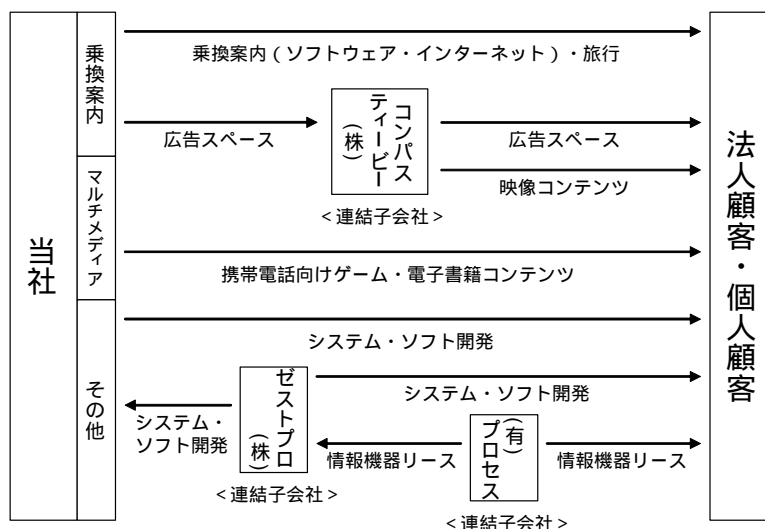 当社
乗換案内
マルチメディア
その他
乗換案内（ソフトウェア・インターネット）・旅行
広告スペース
コンパス
ティービー
（株）
広告スペース
映像コンテンツ
＜連結子会社＞
携帯電話向けゲーム・電子書籍コンテンツ
システム・ソフト開発
システム・ソフト開発
システム・
ソフト開発
ゼストプロ
（株）
＜連結子会社＞
情報機器リース
（有）
プロセス
情報機器リース
＜連結子会社＞
法人顧客・個人顧客